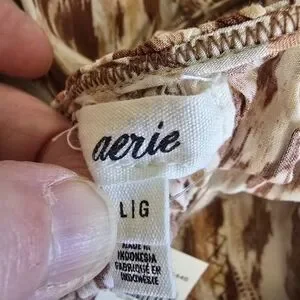 aerie
L|G
MADE IN
INDONESIA
FABRIQUÉ EN
INDONÉSIE